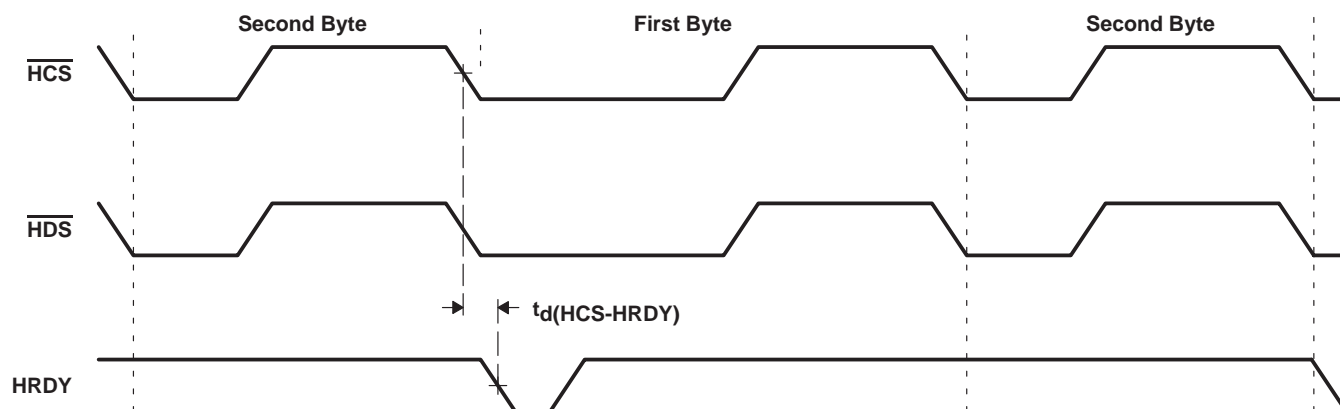 Second Byte First Byte Second Byte
HCS
HDS
td(HCS-HRDY)
HRDY